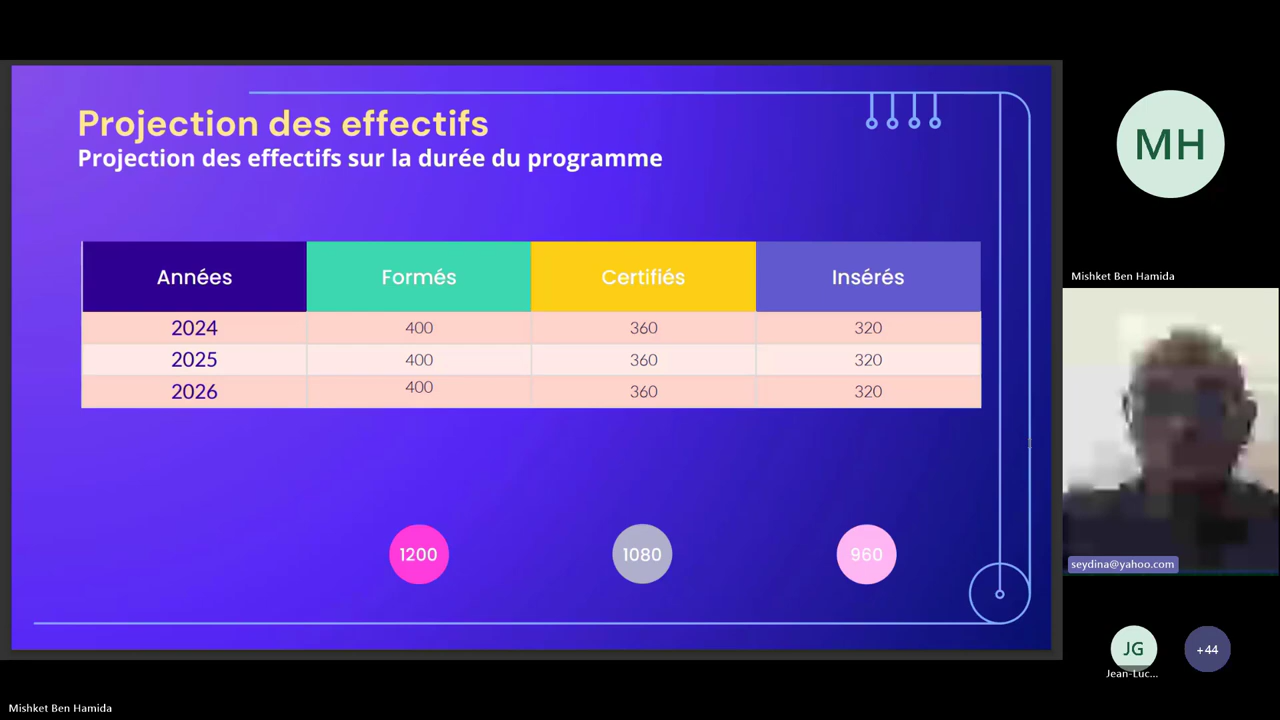 Projection des effectifs
Projection des effectifs sur la durée du programme
Années Formés Certifiés Insérés
2024 400 360 320
2025 400 360 320
2026 400 360 320
1200 1080 960
MH
Mishket Ben Hamida
seydina@yahoo.com
JG
Jean-Luc...
+44
Mishket Ben Hamida